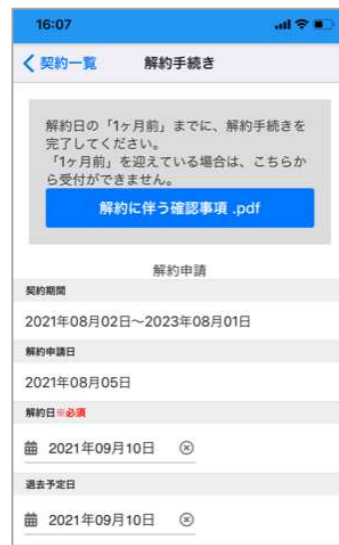 16:07
契約一覧 解約手続き
解約日の「1ヶ月前」までに、解約手続きを
完了してください。
「1ヶ月前」を迎えている場合は、こちらか
ら受付ができません。
解約に伴う確認事項 .pdf
解約申請
契約期間
2021年08月02日〜2023年08月01日
解約申請日
2021年08月05日
解約日※必須
2021年09月10日
退去予定日
2021年09月10日